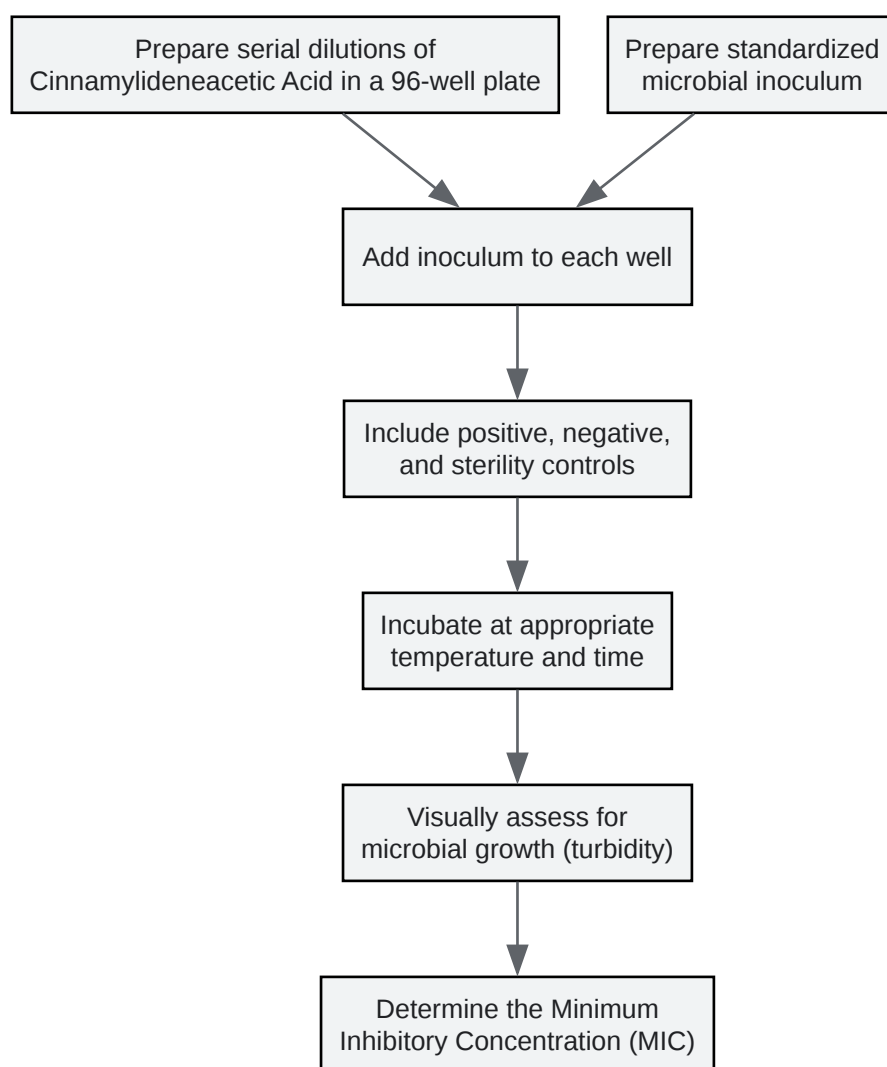 Prepare serial dilutions of
Cinnamylideneacetic Acid in a 96-well plate
Prepare standardized
microbial inoculum
Add inoculum to each well
Include positive, negative,
and sterility controls
Incubate at appropriate
temperature and time
Visually assess for
microbial growth (turbidity)
Determine the Minimum
Inhibitory Concentration (MIC)